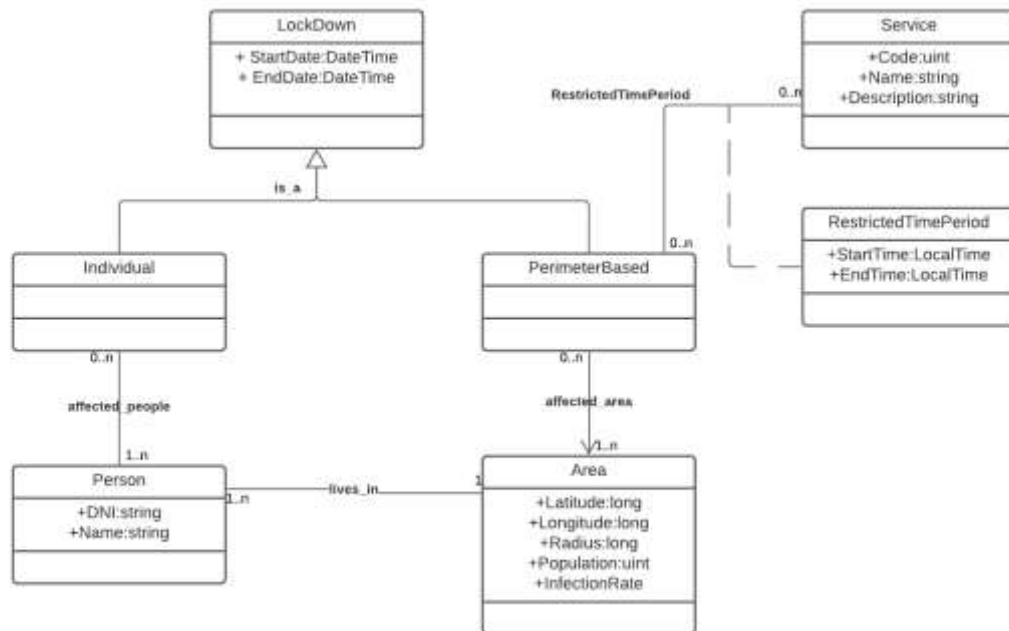 LockDown
+ StartDate:DateTime
+ EndDate:DateTime
Service
+Code:uint
+Name:string
+Description:string
RestrictedTimePeriod
0..n
is_a
RestrictedTimePeriod
+StartTime:LocalTime
+EndTime:LocalTime
0..n
Individual
PerimeterBased
0..n
0..n
affected_people
affected_area
1..n
1..n
Person
+DNI:string
+Name:string
1..n
lives_in
1
Area
+Latitude:long
+Longitude:long
+Radius:long
+Population:uint
+InfectionRate